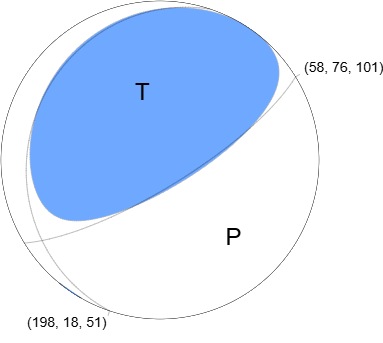 (58, 76, 101)
T
P
(198, 18, 51)